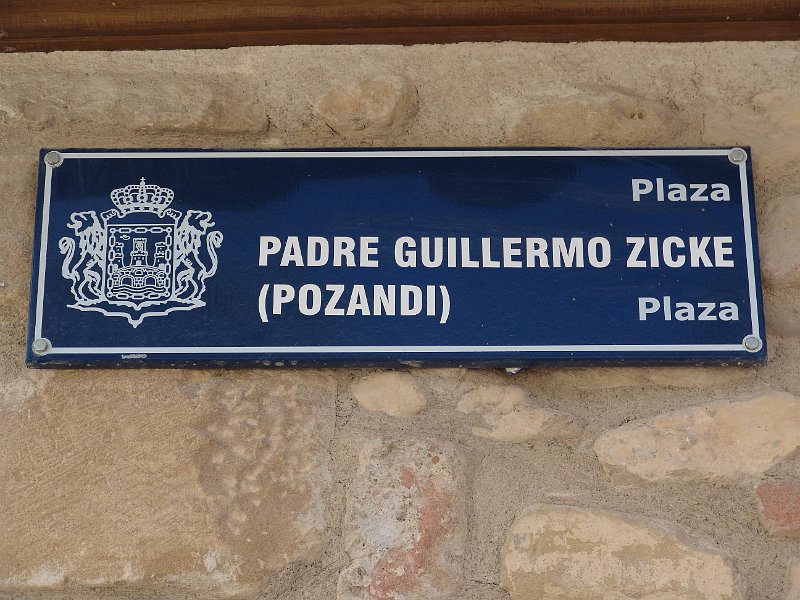 Plaza
PADRE GUILLERMO ZICKE
(POZANDI)
Plaza